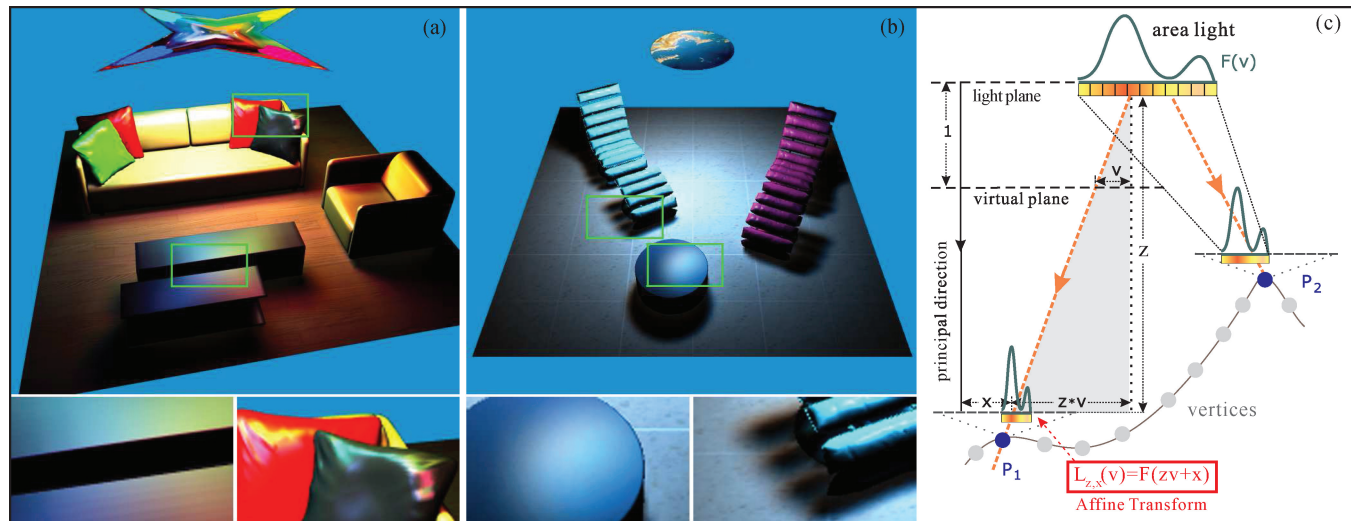 (a)
(b)
(c)
area light
F(v)
light plane
1
v
virtual plane
z
principal direction
P2
x
z*v
vertices
P1
Lz,x(v)=F(zv+x)
Affine Transform